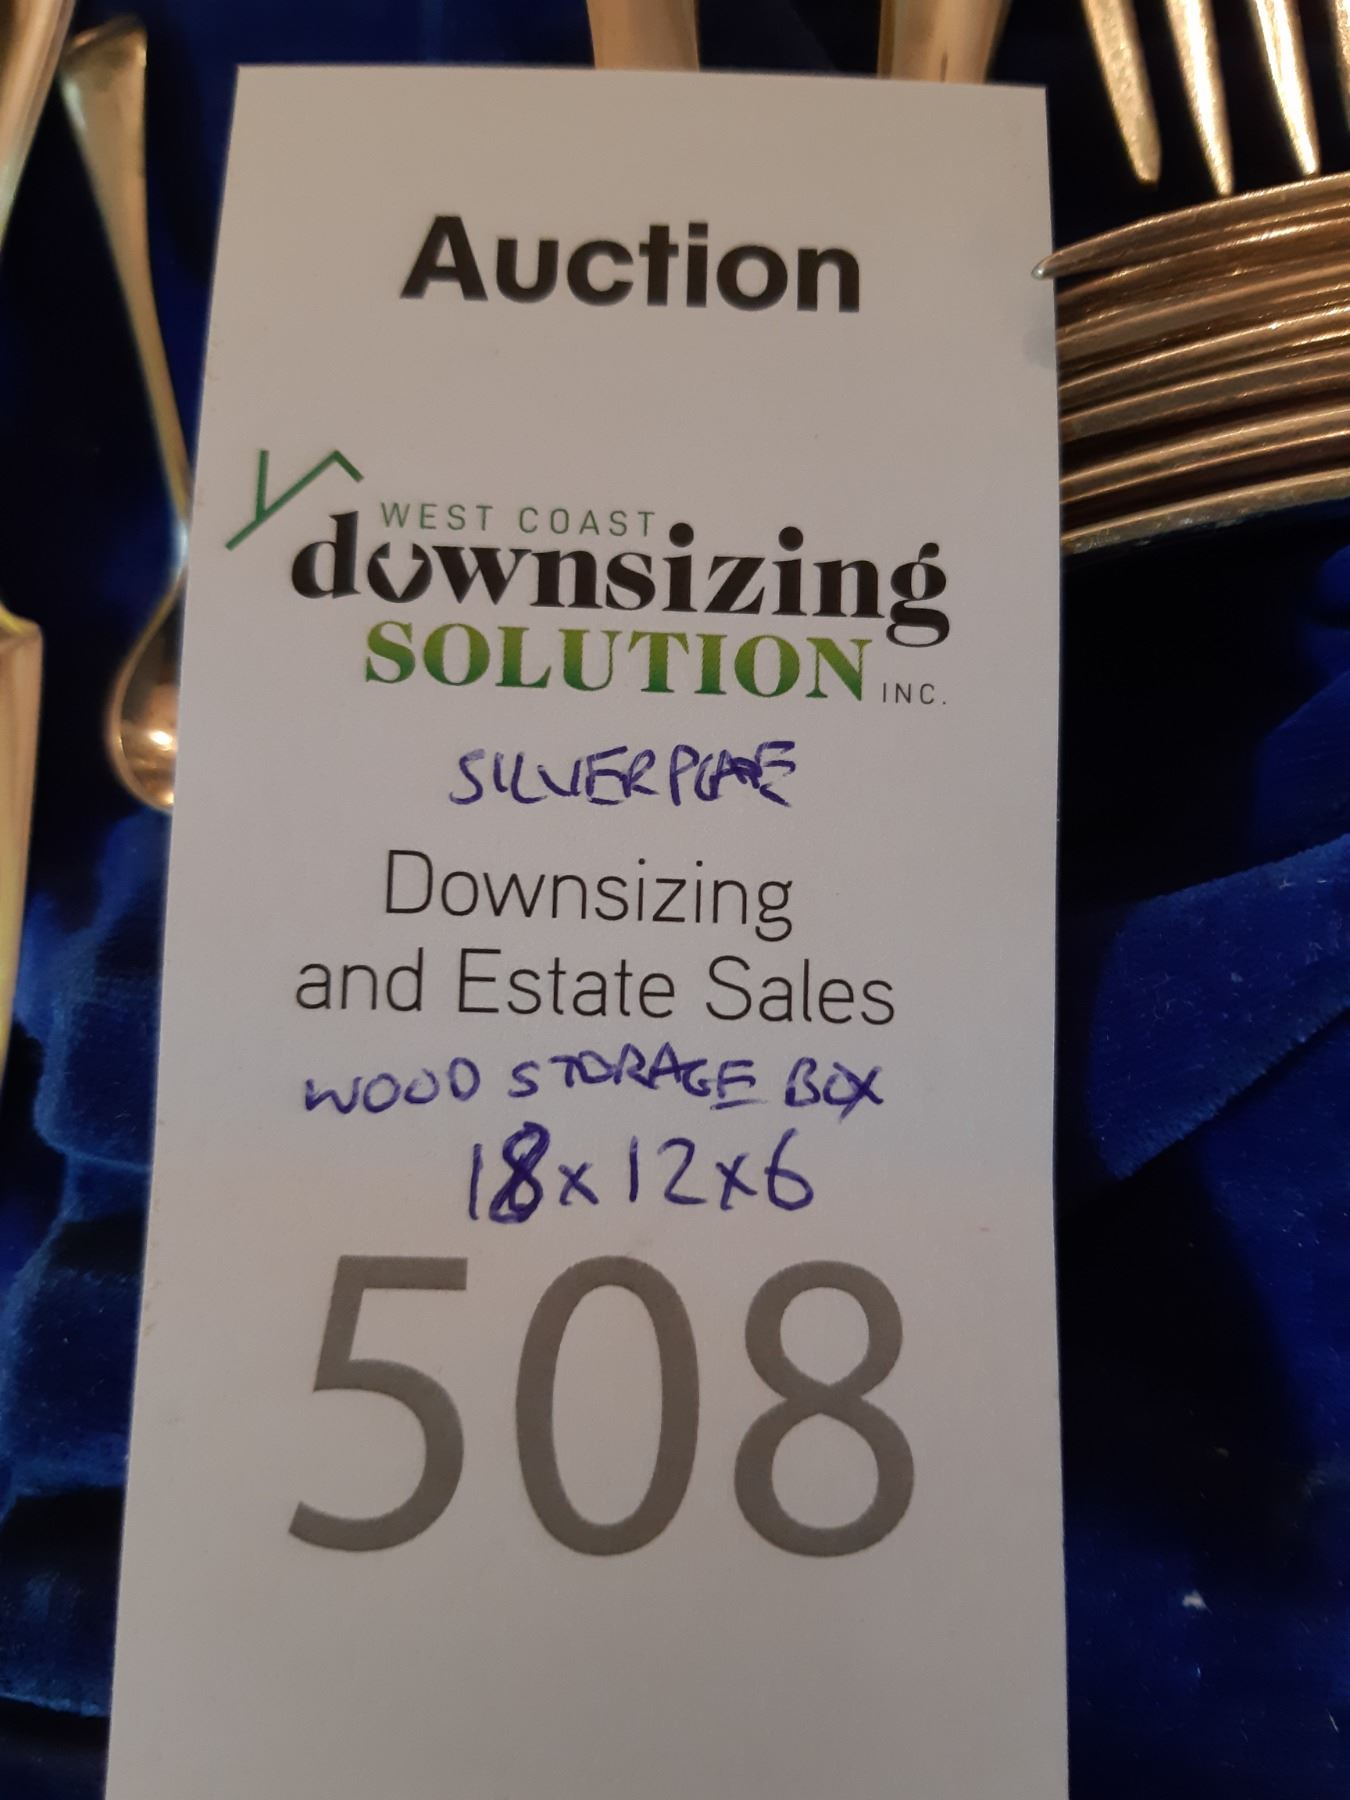 Auction
WEST COAST
downsizing
SOLUTION INC.
SILVERPLATE
Downsizing
and Estate Sales
WOOD STORAGE BOX
18x12x6
508